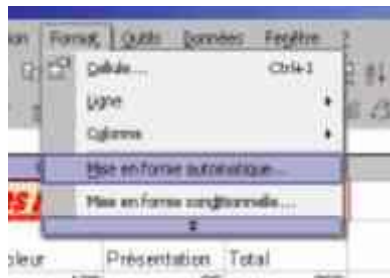 Format Outils Données Fenêtre ?
Cellule... Ctrl+1
Ligne
Colonne
Mise en forme automatique...
Mise en forme conditionnelle...
Présentation Total